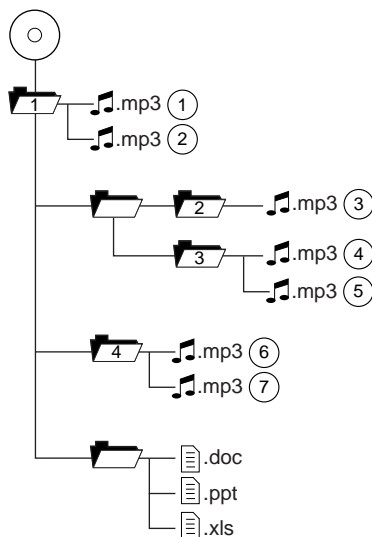 1 .mp3 1
.mp3 2
2 .mp3 3
3 .mp3 4
.mp3 5
4 .mp3 6
.mp3 7
.doc
.ppt
.xls